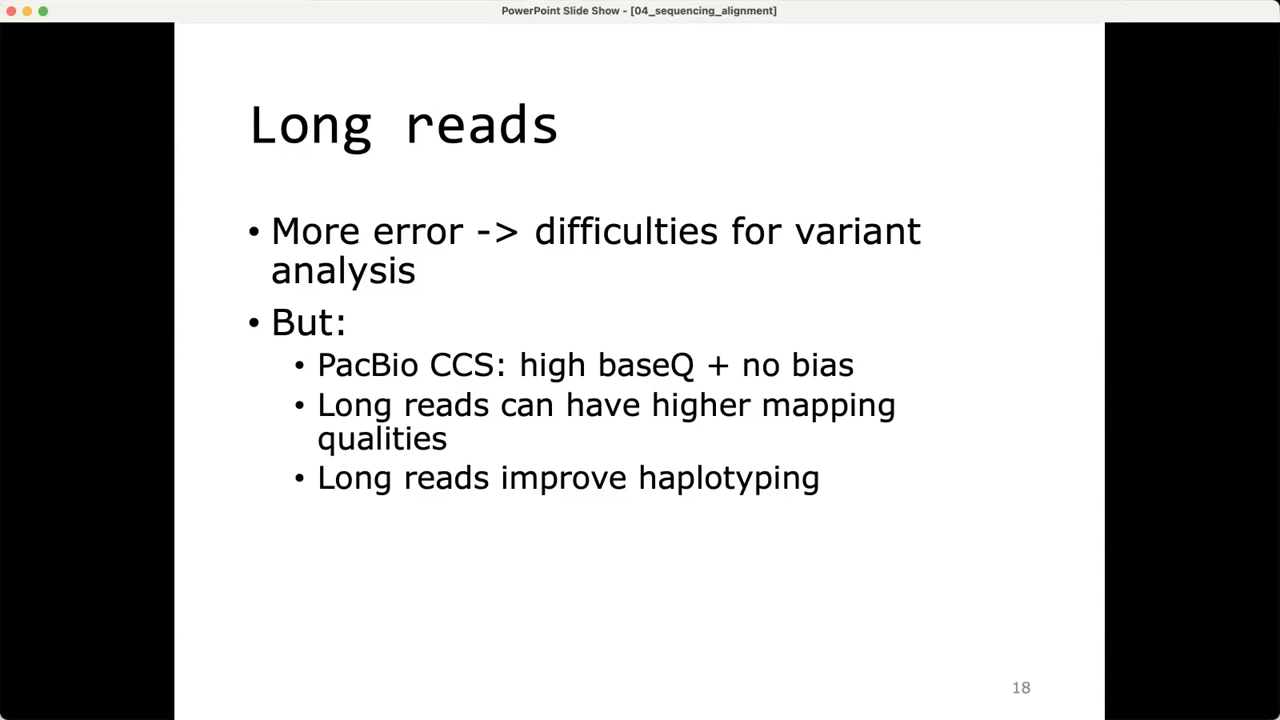 PowerPoint Slide Show - [04_sequencing_alignment]
Long reads
• More error -> difficulties for variant
analysis
• But:
• PacBio CCS: high baseQ + no bias
• Long reads can have higher mapping
qualities
• Long reads improve haplotyping
18